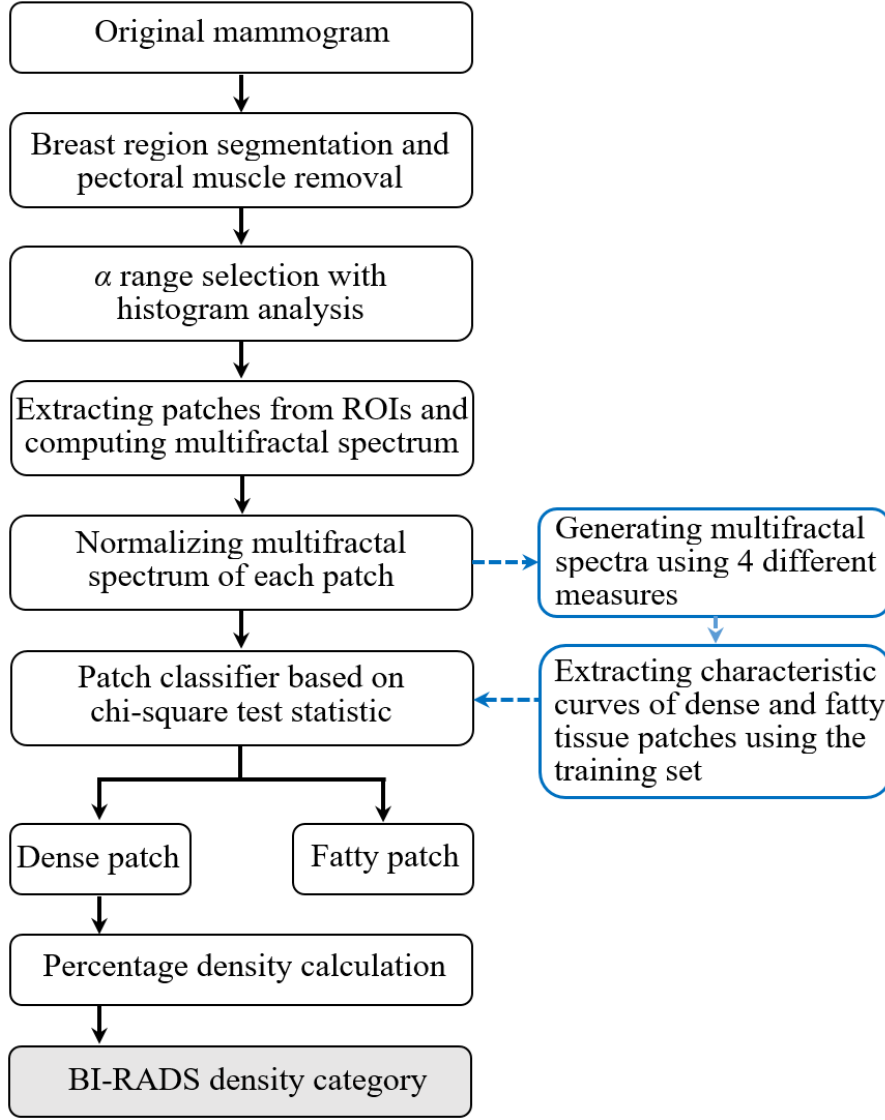 Original mammogram
Breast region segmentation and
pectoral muscle removal
α range selection with
histogram analysis
Extracting patches from ROIs and
computing multifractal spectrum
Normalizing multifractal
spectrum of each patch
Generating multifractal
spectra using 4 different
measures
Patch classifier based on
chi-square test statistic
Extracting characteristic
curves of dense and fatty
tissue patches using the
training set
Dense patch
Fatty patch
Percentage density calculation
BI-RADS density category